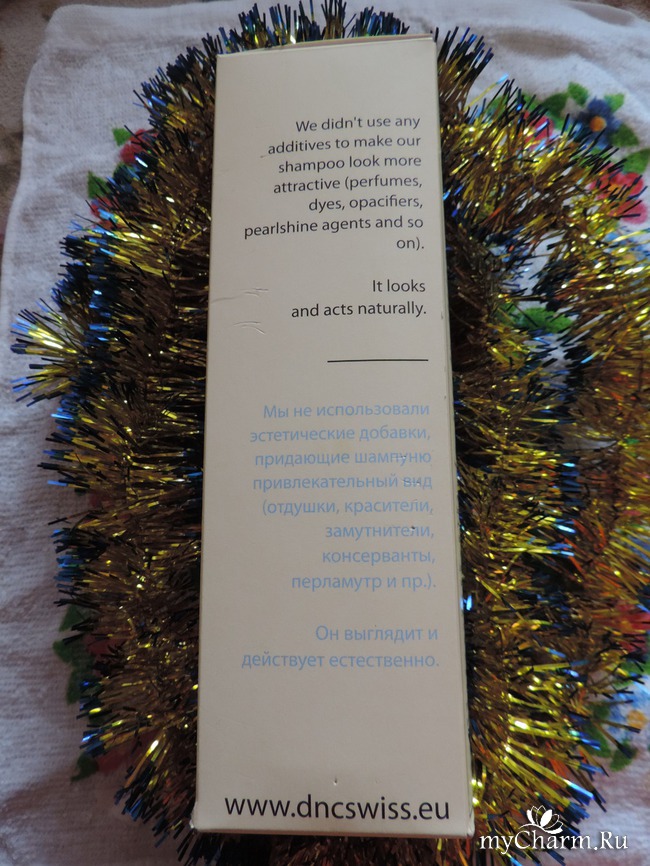 We didn't use any
additives to make our
shampoo look more
attractive (perfumes,
dyes, opacifiers,
pearlshine agents and so
on).
It looks
and acts naturally.
Мы не использовали
эстетические добавки,
придающие шампуню
привлекательный вид
(отдушки, красители,
замутнители,
консерванты,
перламутр и пр.).
Он выглядит и
действует естественно.
www.dncswiss.eu
myCharm.Ru